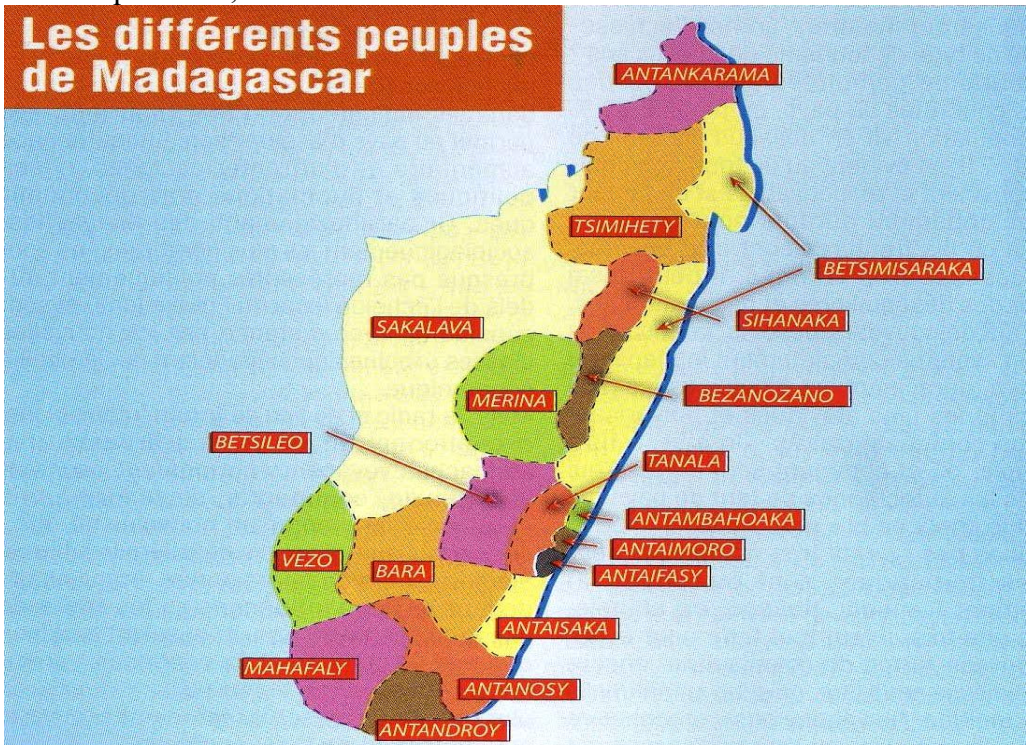 Les différents peuples
de Madagascar
ANTANKARAMA
TSIMIHETY
BETSIMISARAKA
SIHANAKA
SAKALAVA
MERINA
BEZANOZANO
BETSILEO
TANALA
ANTAMBAHOAKA
ANTAIMORO
VEZO
BARA
ANTAIFASY
ANTAISAKA
MAHAFALY
ANTANOSY
ANTANDROY